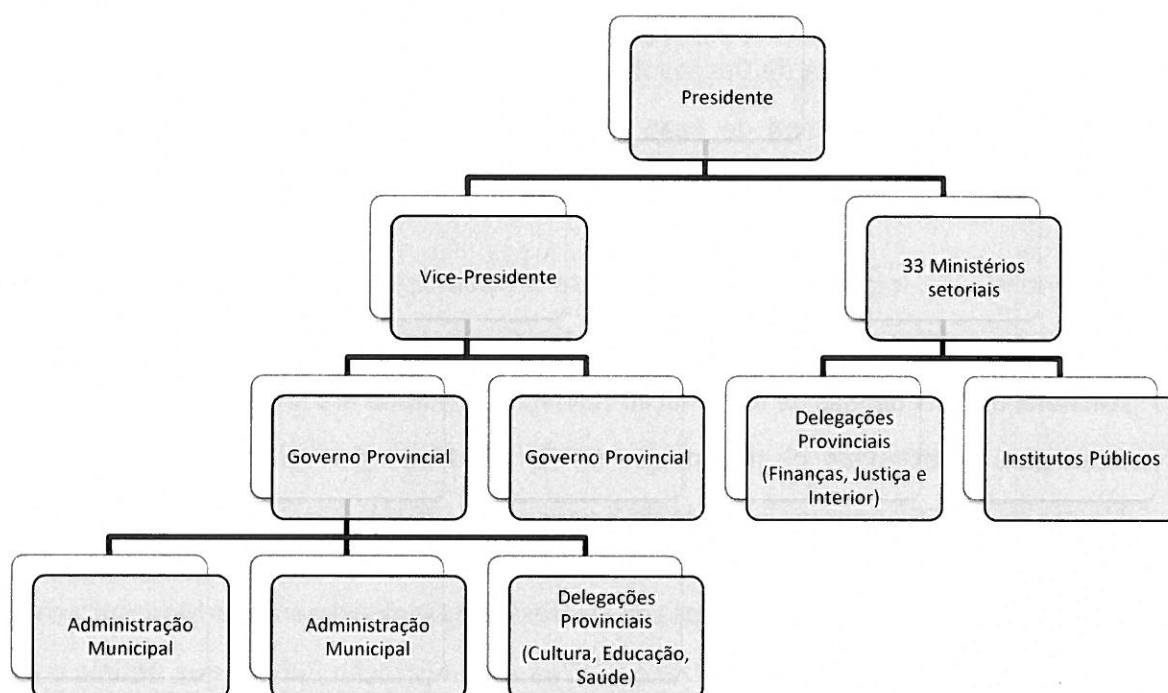 Presidente
Vice-Presidente
33 Ministérios
setoriais
Governo Provincial
Governo Provincial
Delegações
Provinciais
(Finanças, Justiça e
Interior)
Institutos Públicos
Administração
Municipal
Administração
Municipal
Delegações
Provinciais
(Cultura, Educação,
Saúde)